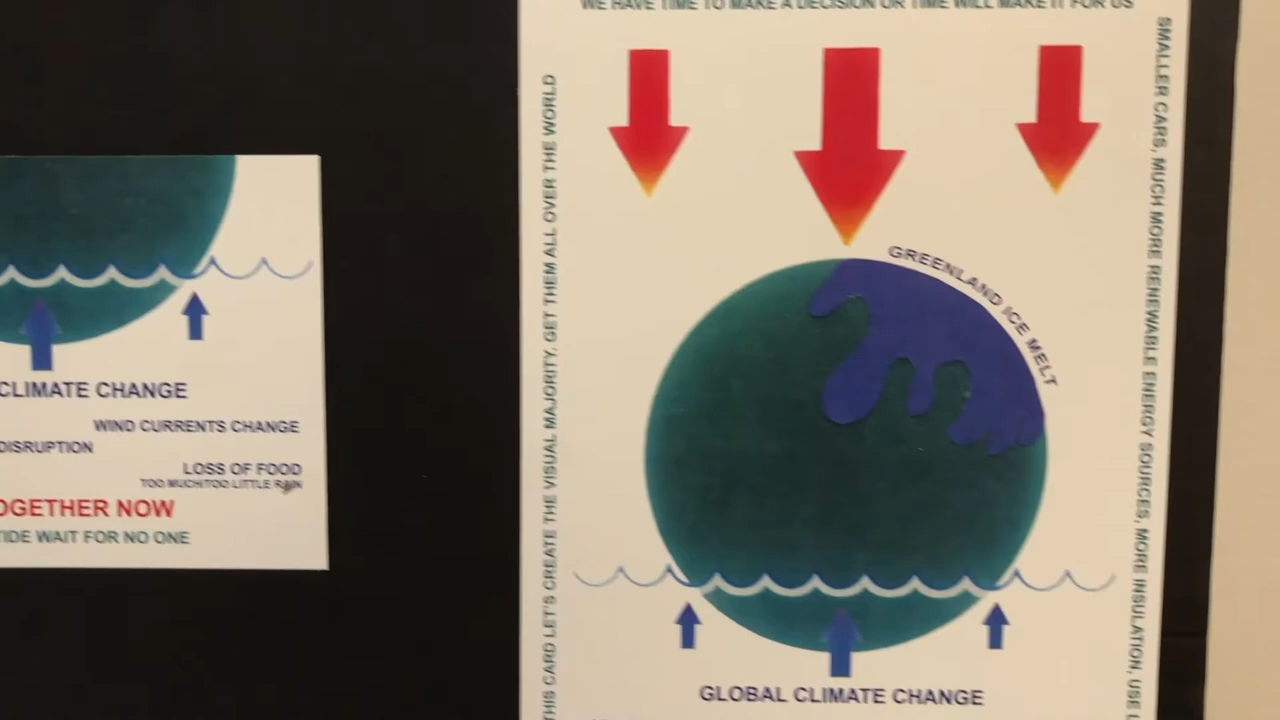 WE HAVE TIME TO MAKE A DECISION OR TIME WILL MAKE IT FOR US
THIS CARD LET'S CREATE THE VISUAL MAJORITY, GET THEM ALL OVER THE WORLD
SMALLER CARS, MUCH MORE RENEWABLE ENERGY SOURCES, MORE INSULATION, USE
GREENLAND ICE MELT
GLOBAL CLIMATE CHANGE
CLIMATE CHANGE
WIND CURRENTS CHANGE
DISRUPTION
LOSS OF FOOD
TOO MUCH/TOO LITTLE RAIN
OGETHER NOW
TIDE WAIT FOR NO ONE